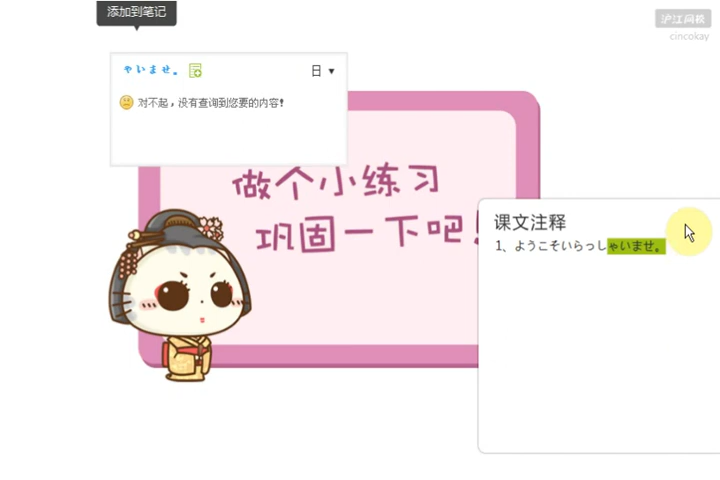 添加到笔记
沪江网校
cincokay
ゃいませ。
日
对不起，没有查询到您要的内容！
做个小练习
巩固一下吧！
课文注释
1、ようこそいらっしゃいませ。